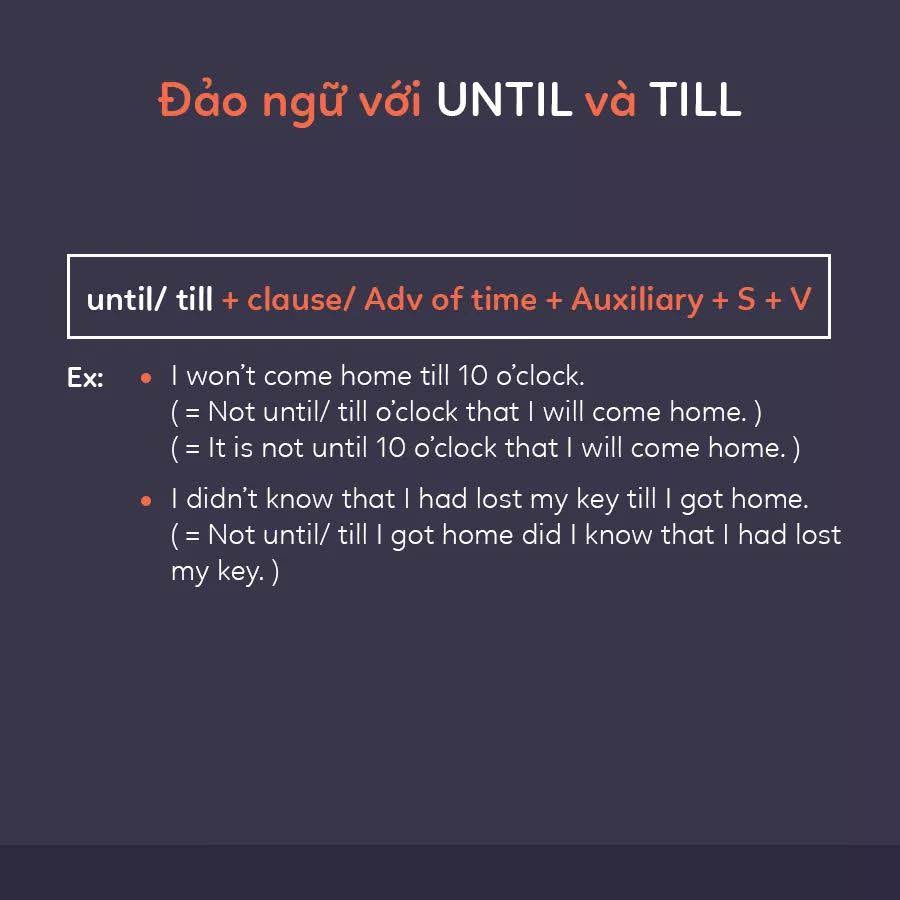 Đảo ngữ với UNTIL và TILL
until/ till + clause/ Adv of time + Auxiliary + S + V
Ex: • I won't come home till 10 o'clock.
( = Not until/ till o'clock that I will come home. )
( = It is not until 10 o'clock that I will come home. )
• I didn't know that I had lost my key till I got home.
( = Not until/ till I got home did I know that I had lost
my key. )